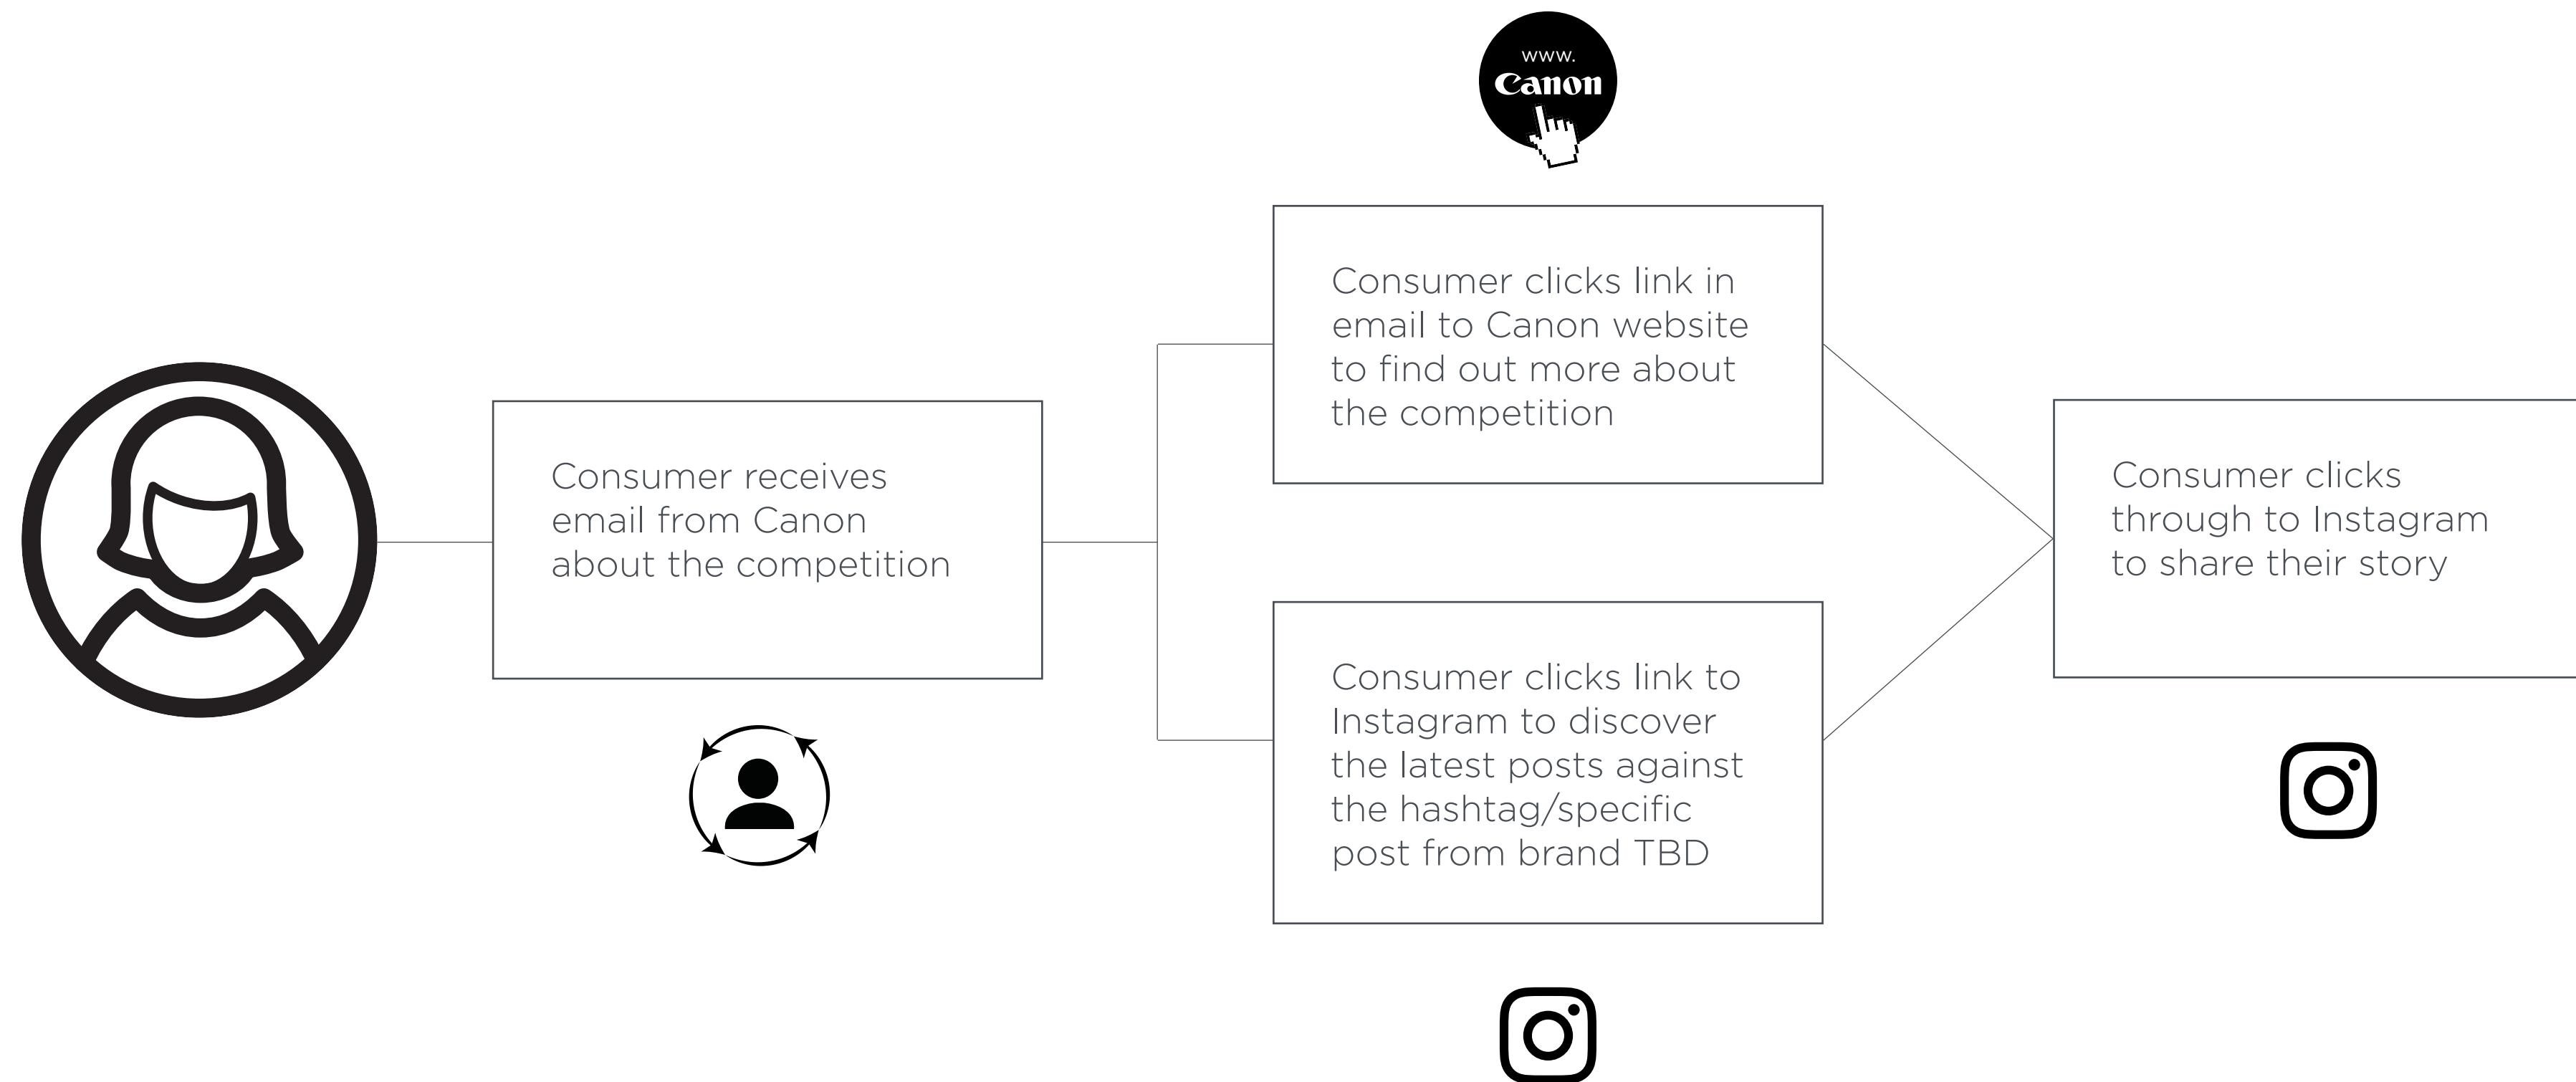 www.
Canon
Consumer receives
email from Canon
about the competition
Consumer clicks link in
email to Canon website
to find out more about
the competition
Consumer clicks link to
Instagram to discover
the latest posts against
the hashtag/specific
post from brand TBD
Consumer clicks
through to Instagram
to share their story